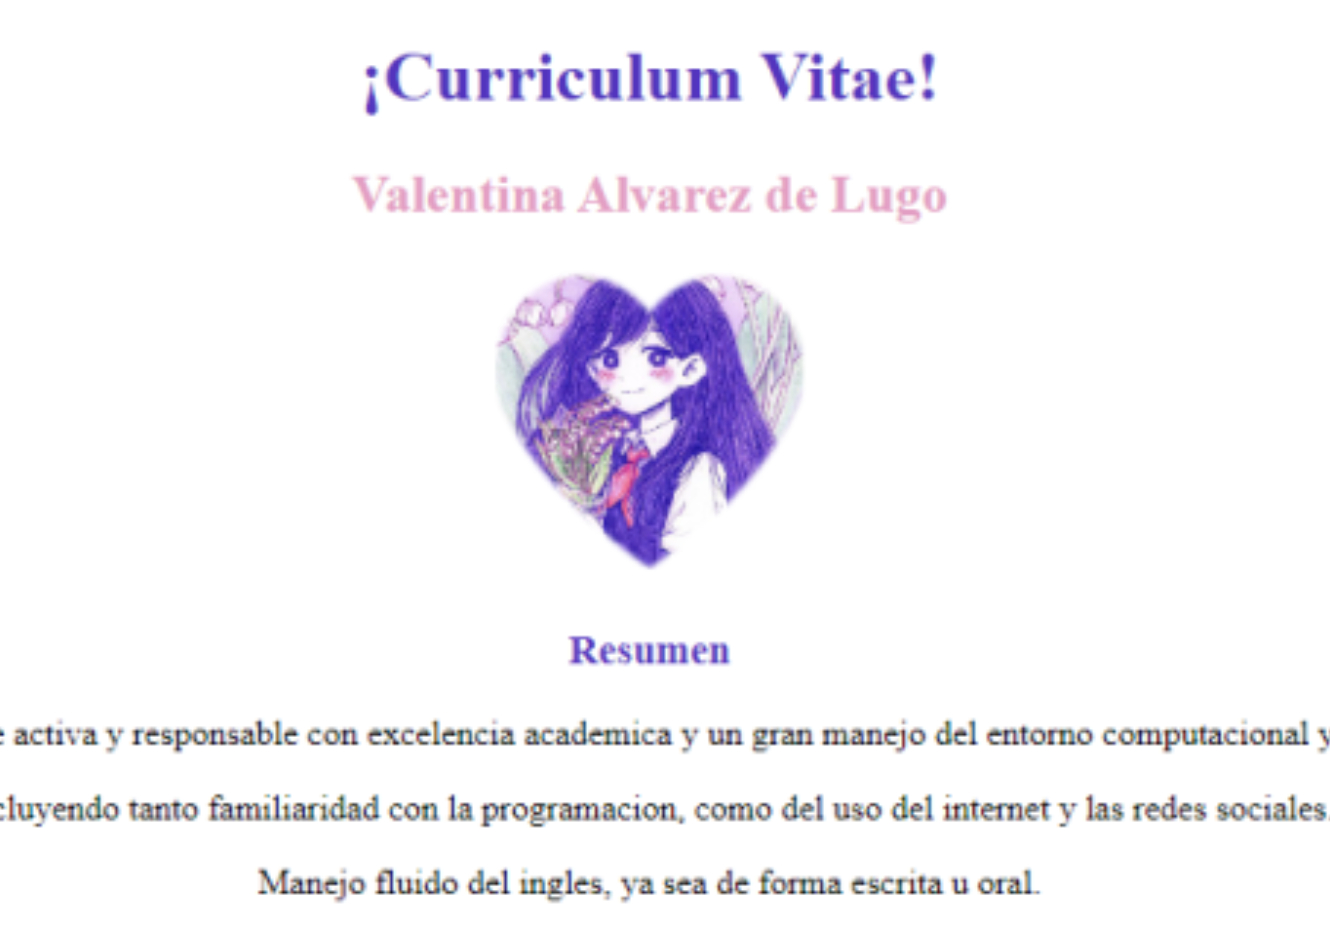 ¡Curriculum Vitae!
Valentina Alvarez de Lugo
Resumen
activa y responsable con excelencia academica y un gran manejo del entorno computacional y
cluyendo tanto familiaridad con la programacion, como del uso del internet y las redes sociales.
Manejo fluido del ingles, ya sea de forma escrita u oral.